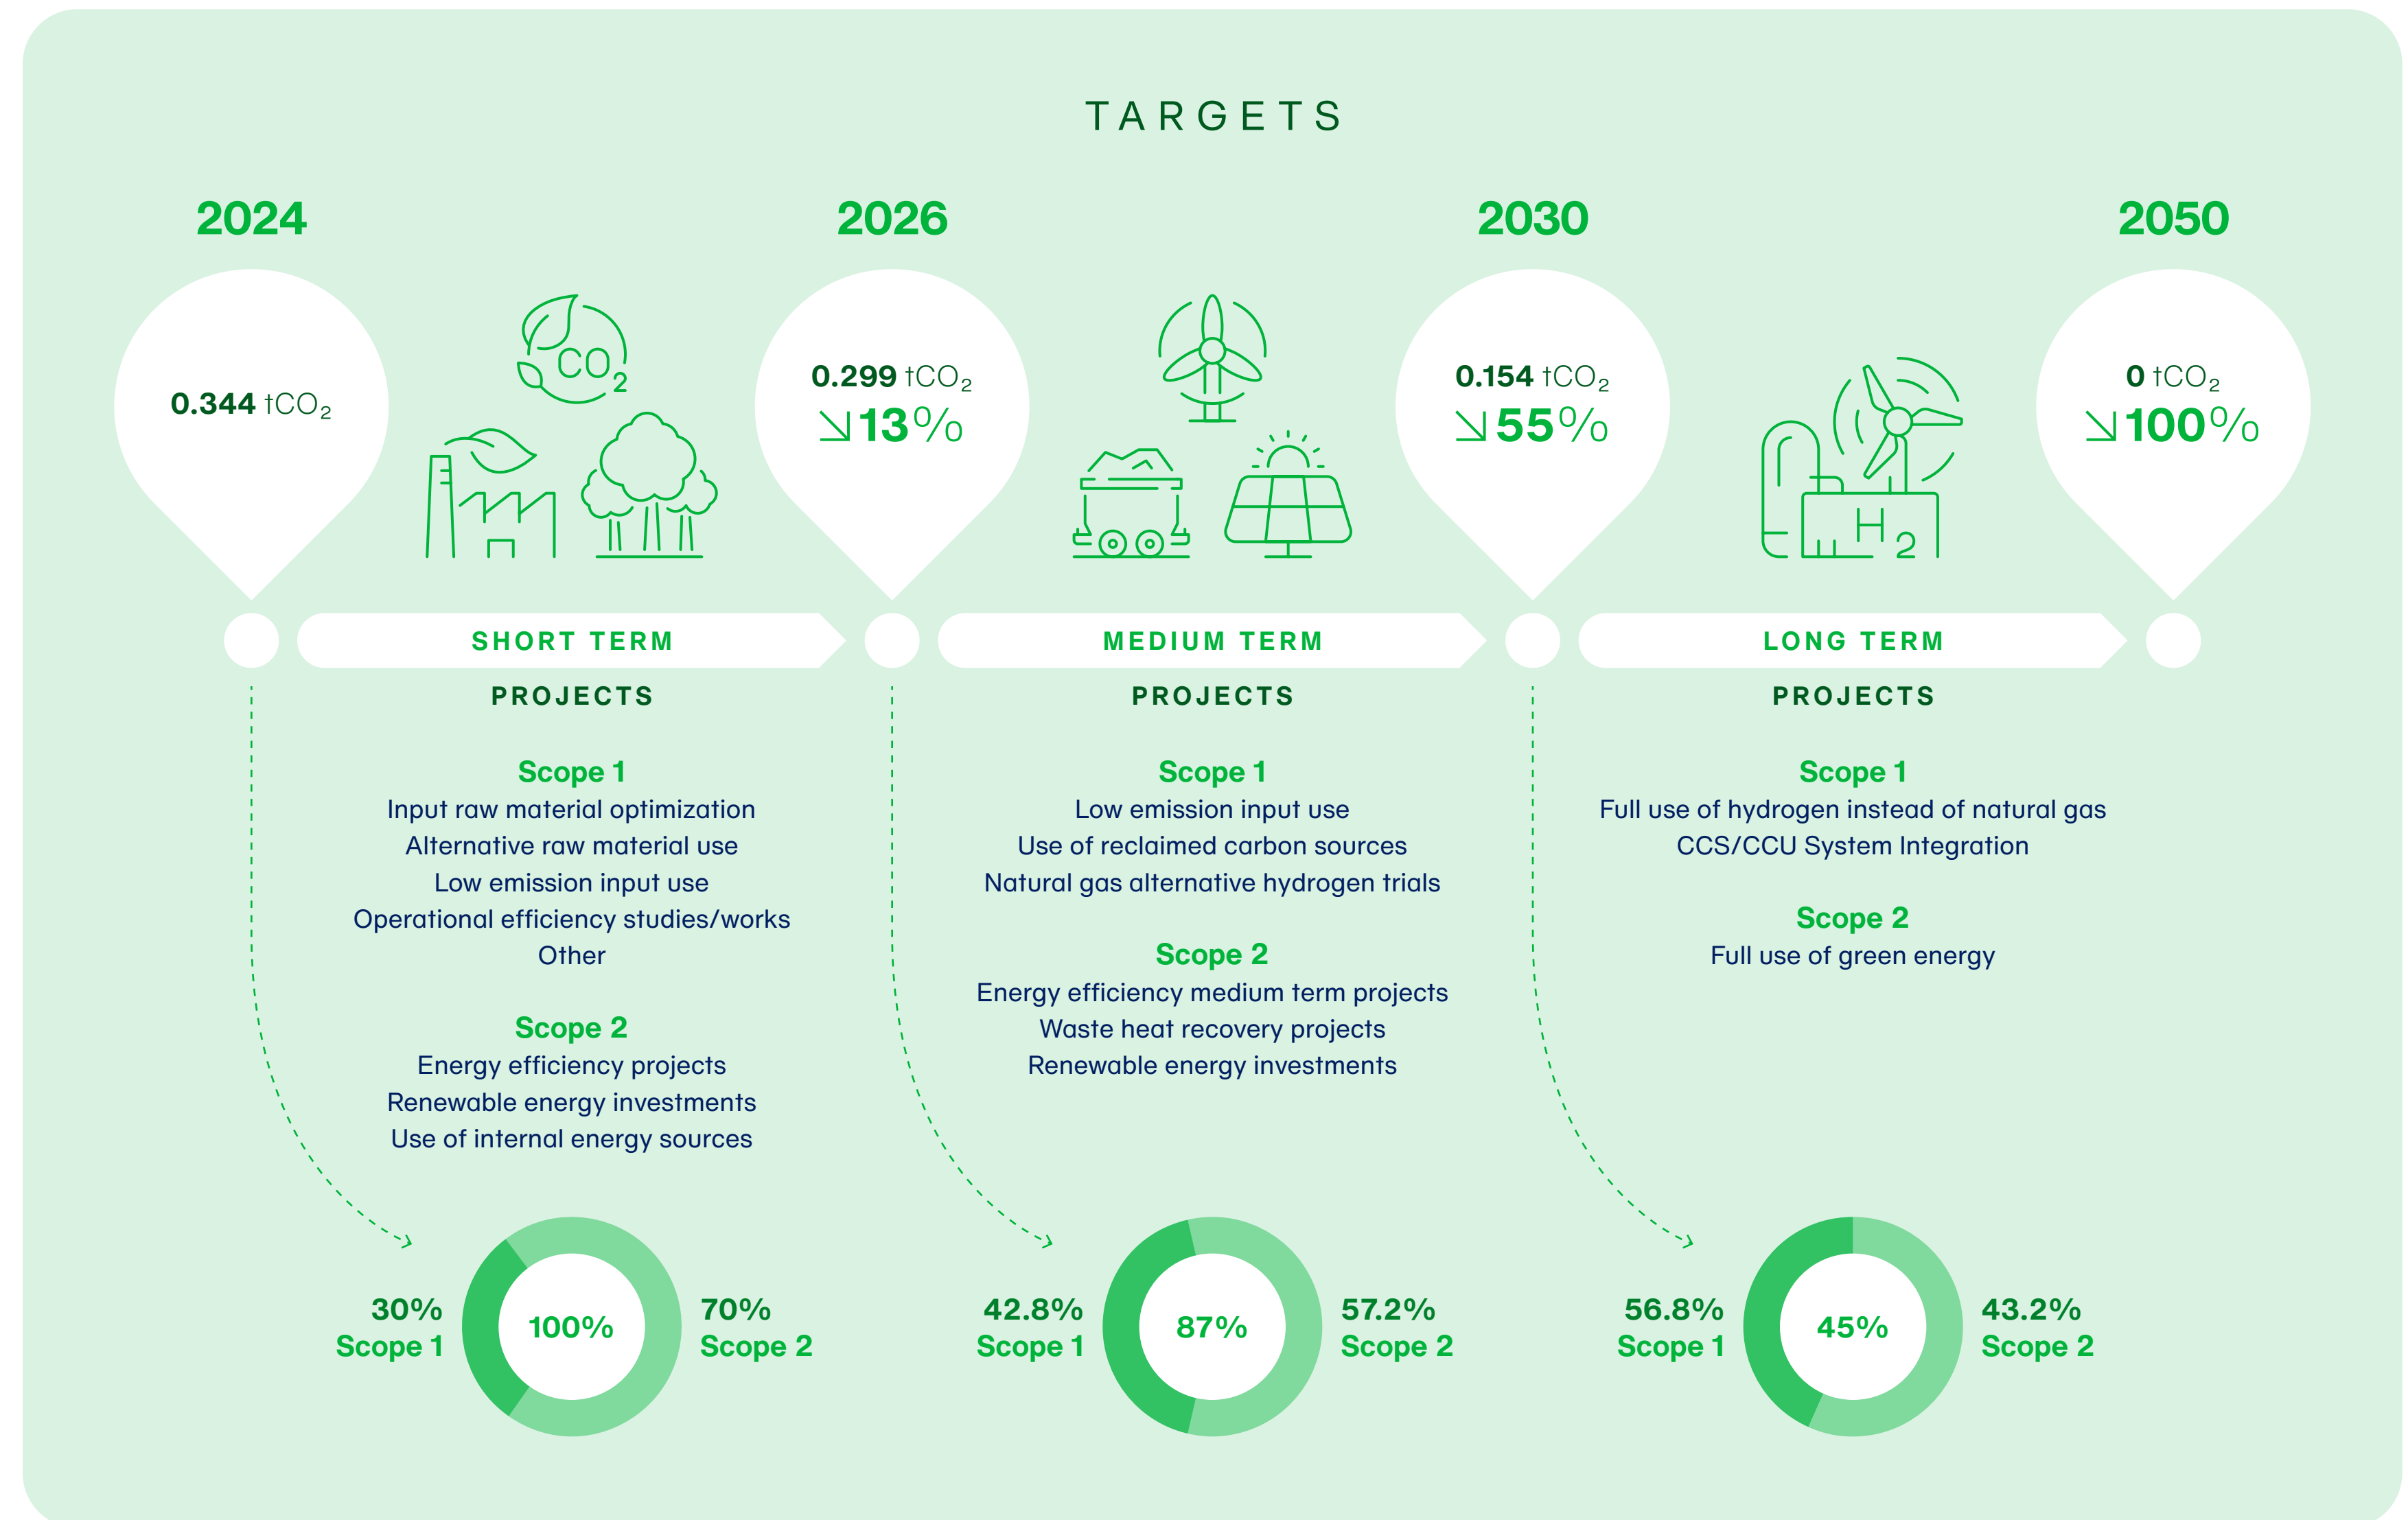 TARGETS
2024
2026
2030
2050
0.344 tCO₂
0.299 tCO₂
13%
0.154 tCO₂
55%
0 tCO₂
100%
CO₂
H₂
SHORT TERM
MEDIUM TERM
LONG TERM
PROJECTS
Scope 1
Input raw material optimization
Alternative raw material use
Low emission input use
Operational efficiency studies/works
Other
Scope 2
Energy efficiency projects
Renewable energy investments
Use of internal energy sources
30%
Scope 1
100%
70%
Scope 2
PROJECTS
Scope 1
Low emission input use
Use of reclaimed carbon sources
Natural gas alternative hydrogen trials
Scope 2
Energy efficiency medium term projects
Waste heat recovery projects
Renewable energy investments
42.8%
Scope 1
87%
57.2%
Scope 2
PROJECTS
Scope 1
Full use of hydrogen instead of natural gas
CCS/CCU System Integration
Scope 2
Full use of green energy
56.8%
Scope 1
45%
43.2%
Scope 2